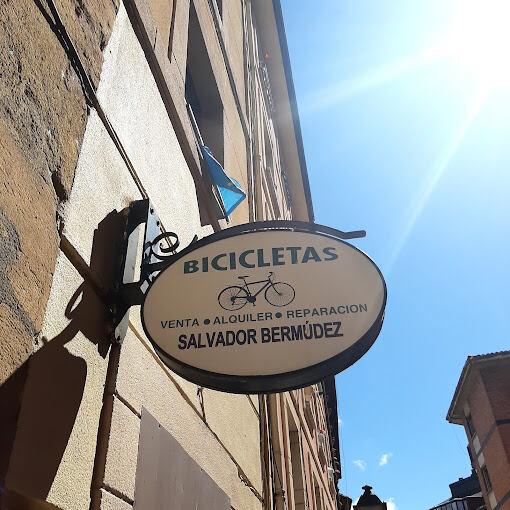 BICICLETAS
VENTA ● ALQUILER ● REPARACION
SALVADOR BERMÚDEZ